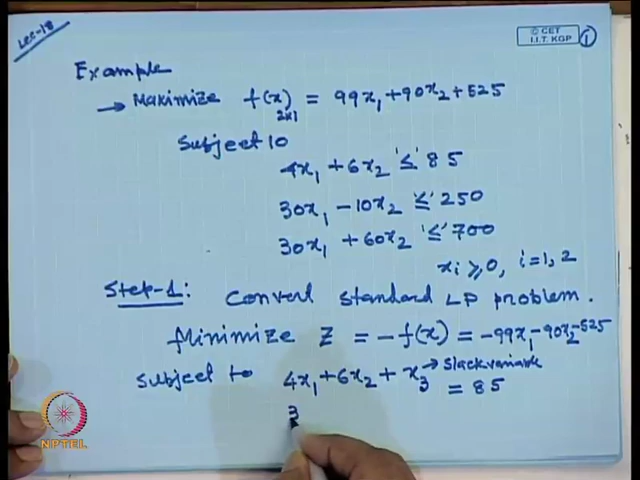 Lec-18
© CET
I.I.T. KGP
1
Example
→ Maximize f(x) = 99x₁ + 90x₂ + 525
2x1
Subject to
4x₁ + 6x₂ '≤' 85
30x₁ - 10x₂ '≤' 250
30x₁ + 60x₂ '≤' 700
xᵢ ≥ 0, i = 1, 2
Step-1: Convert standard LP problem.
Minimize Z = -f(x) = -99x₁ - 90x₂ - 525
Subject to 4x₁ + 6x₂ + x₃ → Slack variable = 85
3
NPTEL